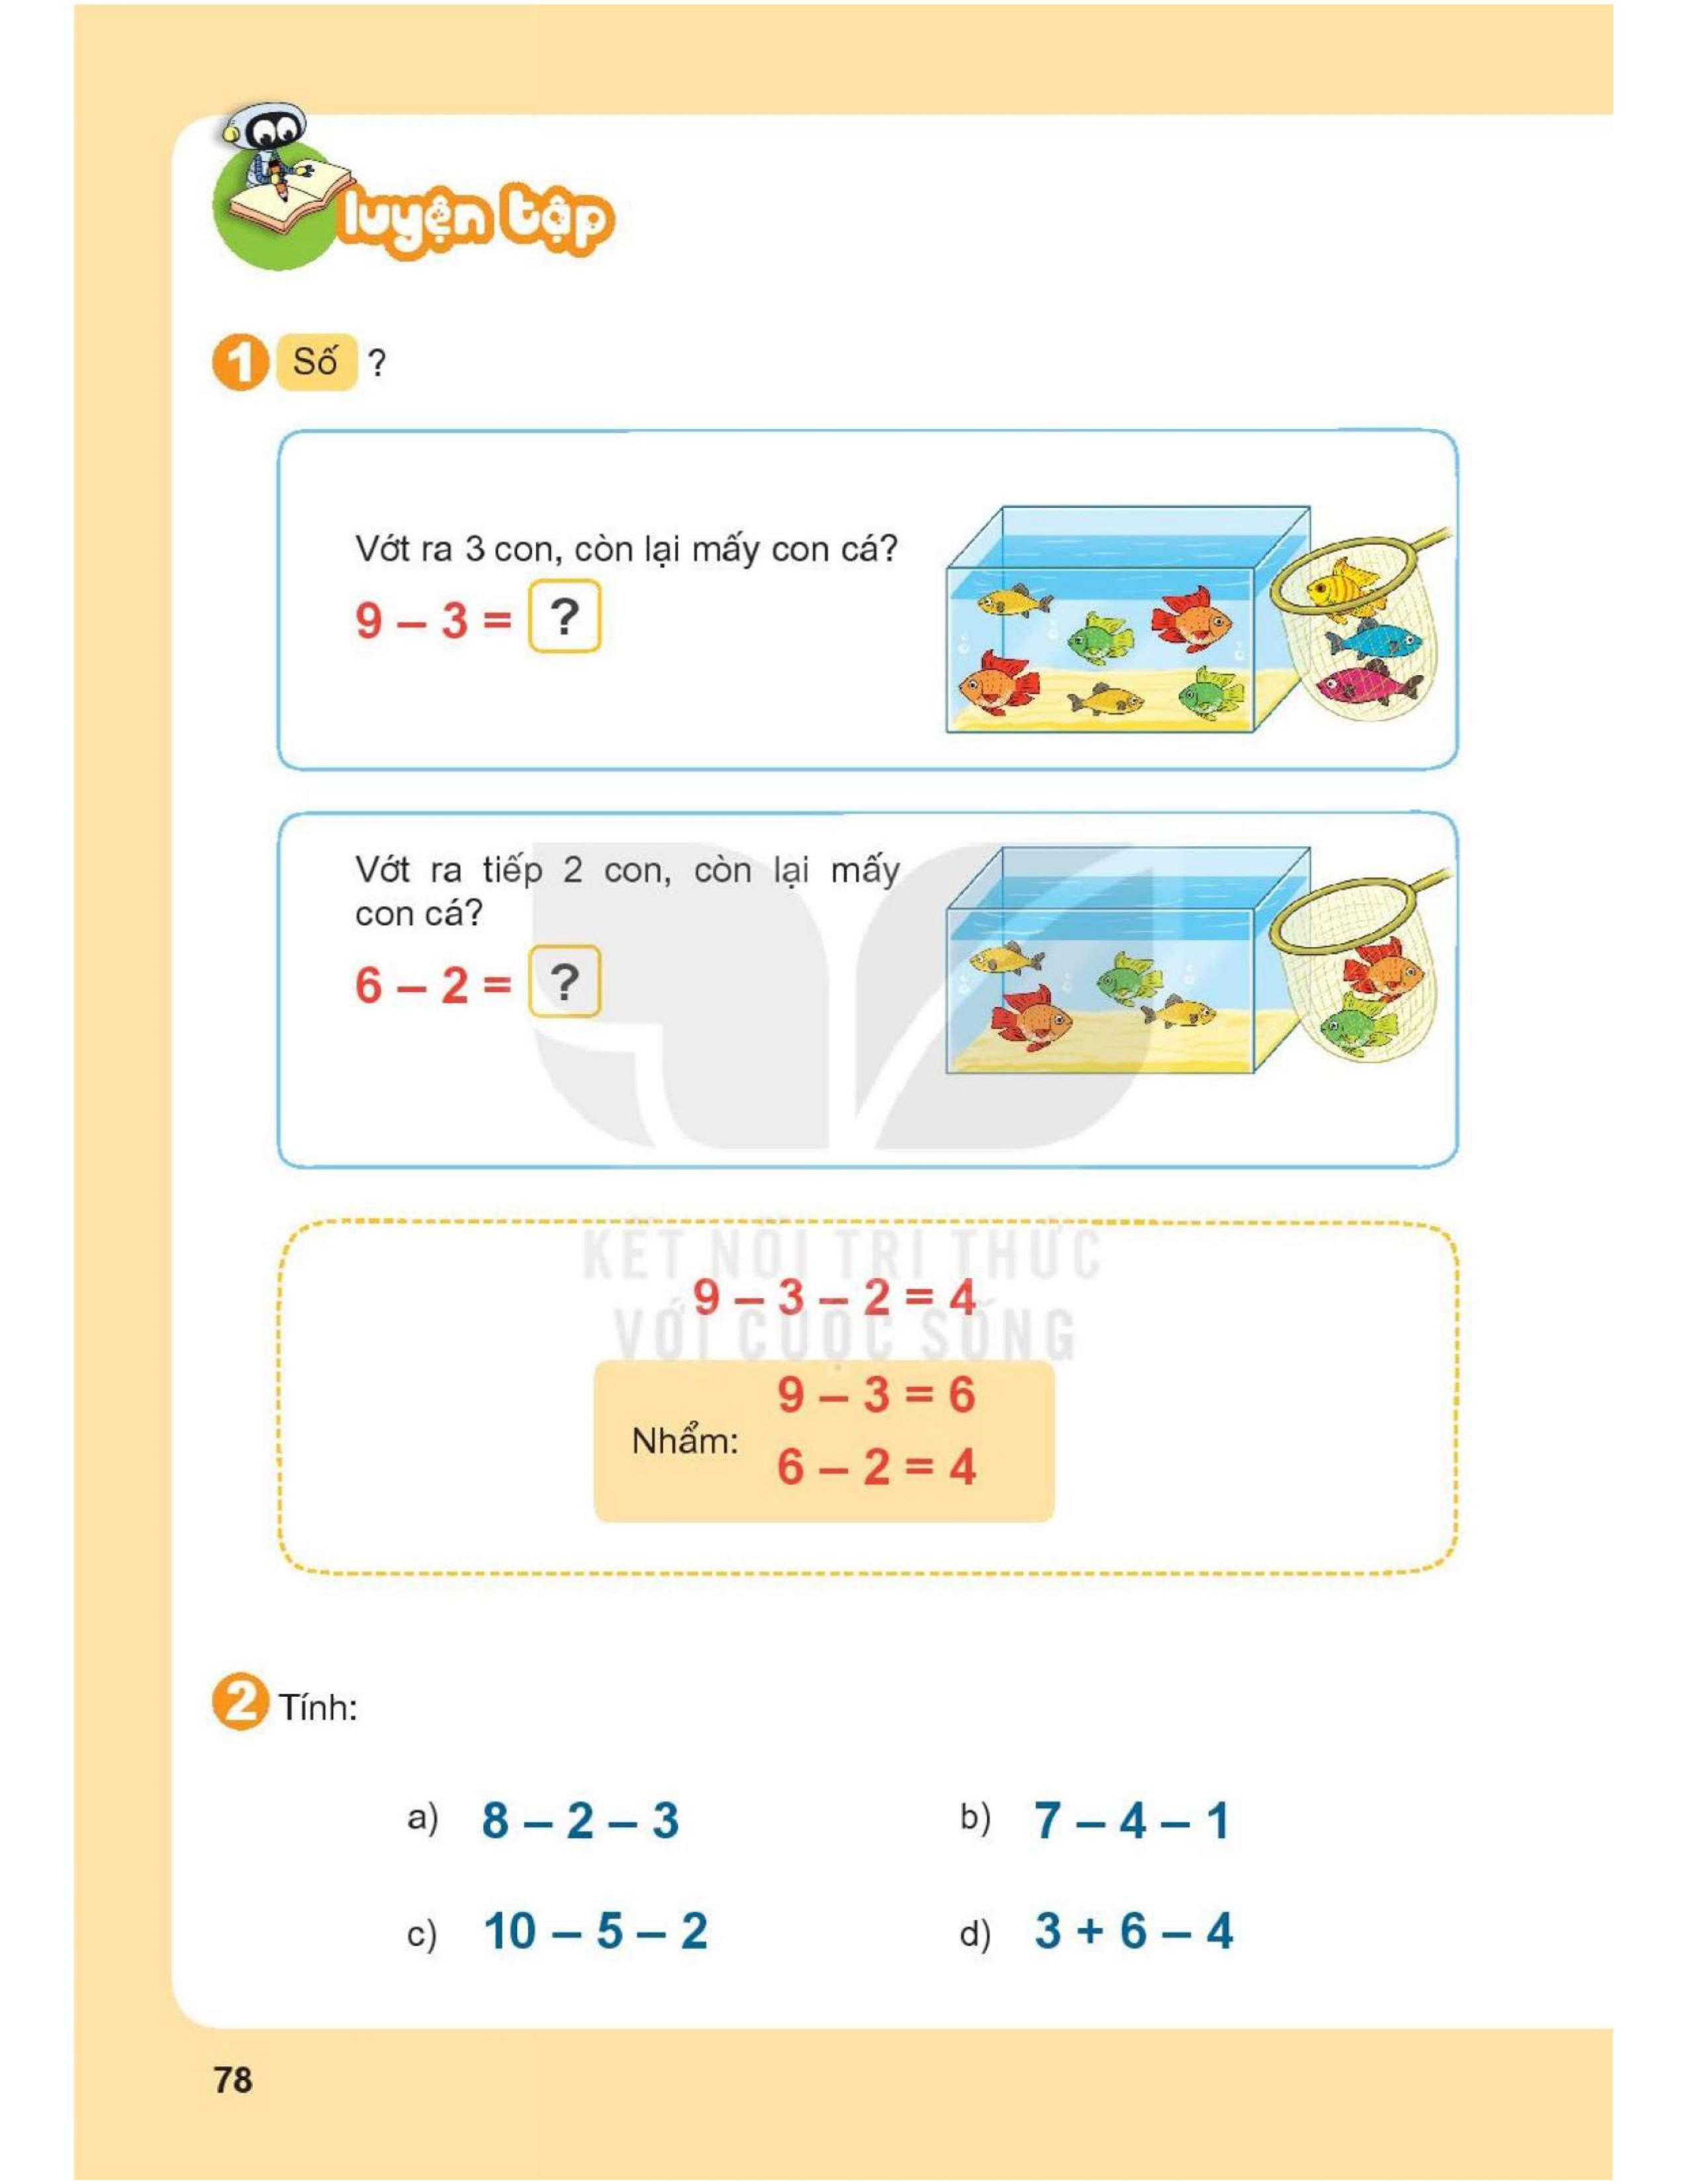 luyện tập
1 Số ?
Vớt ra 3 con, còn lại mấy con cá?
9 – 3 = ?
Vớt ra tiếp 2 con, còn lại mấy
con cá?
6 – 2 = ?
KẾT NỐI TRI THỨC
VỚI CUỘC SỐNG
9 – 3 – 2 = 4
Nhẩm:
9 – 3 = 6
6 – 2 = 4
2 Tính:
a) 8 – 2 – 3
b) 7 – 4 – 1
c) 10 – 5 – 2
d) 3 + 6 – 4
78